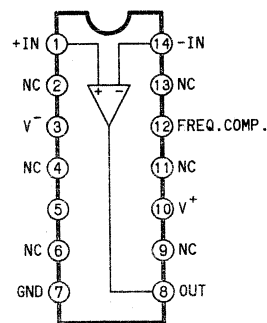 +IN 1 14 -IN
+ -
NC 2 13 NC
V⁻ 3 12 FREQ.COMP.
NC 4 11 NC
5 10 V⁺
NC 6 9 NC
GND 7 8 OUT